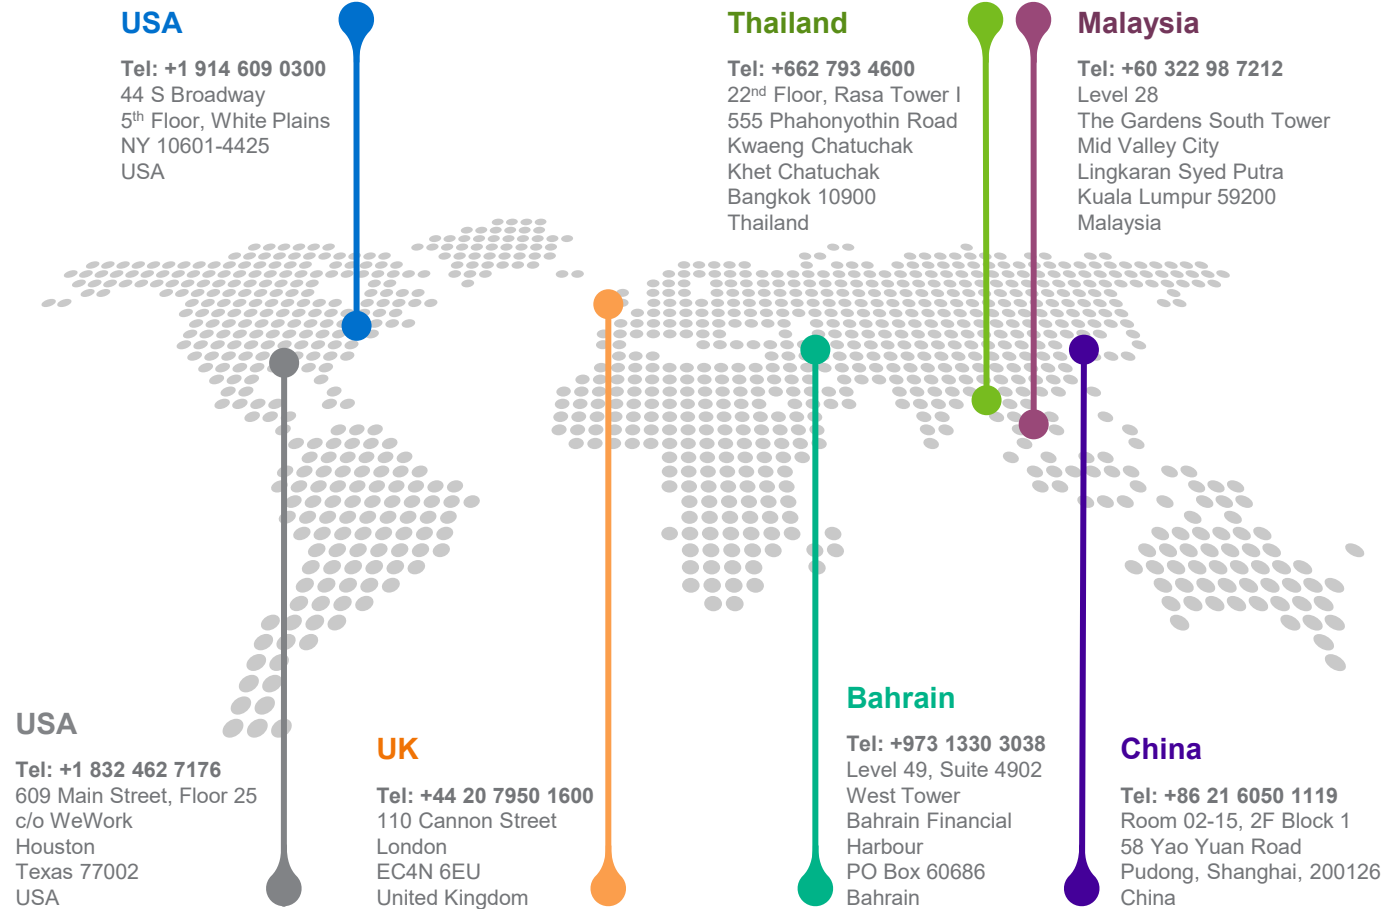 USA
Tel: +1 914 609 0300
44 S Broadway
5th Floor, White Plains
NY 10601-4425
USA
Thailand
Tel: +662 793 4600
22nd Floor, Rasa Tower I
555 Phahonyothin Road
Kwaeng Chatuchak
Khet Chatuchak
Bangkok 10900
Thailand
Malaysia
Tel: +60 322 98 7212
Level 28
The Gardens South Tower
Mid Valley City
Lingkaran Syed Putra
Kuala Lumpur 59200
Malaysia
USA
Tel: +1 832 462 7176
609 Main Street, Floor 25
c/o WeWork
Houston
Texas 77002
USA
UK
Tel: +44 20 7950 1600
110 Cannon Street
London
EC4N 6EU
United Kingdom
Bahrain
Tel: +973 1330 3038
Level 49, Suite 4902
West Tower
Bahrain Financial
Harbour
PO Box 60686
Bahrain
China
Tel: +86 21 6050 1119
Room 02-15, 2F Block 1
58 Yao Yuan Road
Pudong, Shanghai, 200126
China